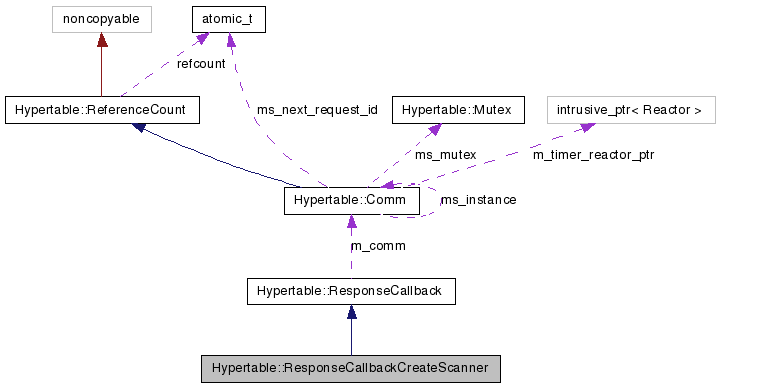 noncopyable
atomic_t
refcount
Hypertable::ReferenceCount
ms_next_request_id
Hypertable::Mutex
intrusive_ptr< Reactor >
ms_mutex
m_timer_reactor_ptr
Hypertable::Comm
ms_instance
m_comm
Hypertable::ResponseCallback
Hypertable::ResponseCallbackCreateScanner